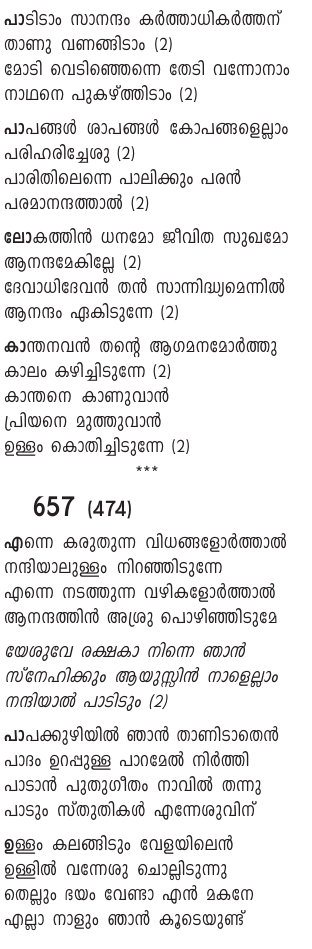 പാടിടാം സാനന്ദം കർത്താധികർത്തന്
താണു വണങ്ങിടാം (2)
മോടി വെടിഞ്ഞെന്നെ തേടി വന്നോനാം
നാഥനെ പുകഴ്ത്തിടാം (2)
പാപങ്ങൾ ശാപങ്ങൾ കോപങ്ങളെല്ലാം
പരിഹരിച്ചേശു (2)
പാരിതിലെന്നെ പാലിക്കും പരൻ
പരമാനന്ദത്താൽ (2)
ലോകത്തിൻ ധനമോ ജീവിത സുഖമോ
ആനന്ദമേകില്ലേ (2)
ദേവാധിദേവൻ തൻ സാന്നിദ്ധ്യമെന്നിൽ
ആനന്ദം ഏകിടുന്നേ (2)
കാന്തനവൻ തന്റെ ആഗമനമോർത്തു
കാലം കഴിച്ചിടുന്നേ (2)
കാന്തനെ കാണുവാൻ
പ്രിയനെ മുത്തുവാൻ
ഉള്ളം കൊതിച്ചിടുന്നേ (2)
***
657 (474)
എന്നെ കരുതുന്ന വിധങ്ങളോർത്താൽ
നന്ദിയാലുള്ളം നിറഞ്ഞിടുന്നേ
എന്നെ നടത്തുന്ന വഴികളോർത്താൽ
ആനന്ദത്തിൻ അശ്രു പൊഴിഞ്ഞിടുമേ
യേശുവേ രക്ഷകാ നിന്നെ ഞാൻ
സ്നേഹിക്കും ആയുസ്സിൻ നാളെല്ലാം
നന്ദിയാൽ പാടിടും (2)
പാപക്കുഴിയിൽ ഞാൻ താണിടാതെൻ
പാദം ഉറപ്പുള്ള പാറമേൽ നിർത്തി
പാടാൻ പുതുഗീതം നാവിൽ തന്നു
പാടും സ്തുതികൾ എന്നേശുവിന്
ഉള്ളം കലങ്ങിടും വേളയിലെൻ
ഉള്ളിൽ വന്നേശു ചൊല്ലിടുന്നു
തെല്ലും ഭയം വേണ്ടാ എൻ മകനേ
എല്ലാ നാളും ഞാൻ കൂടെയുണ്ട്